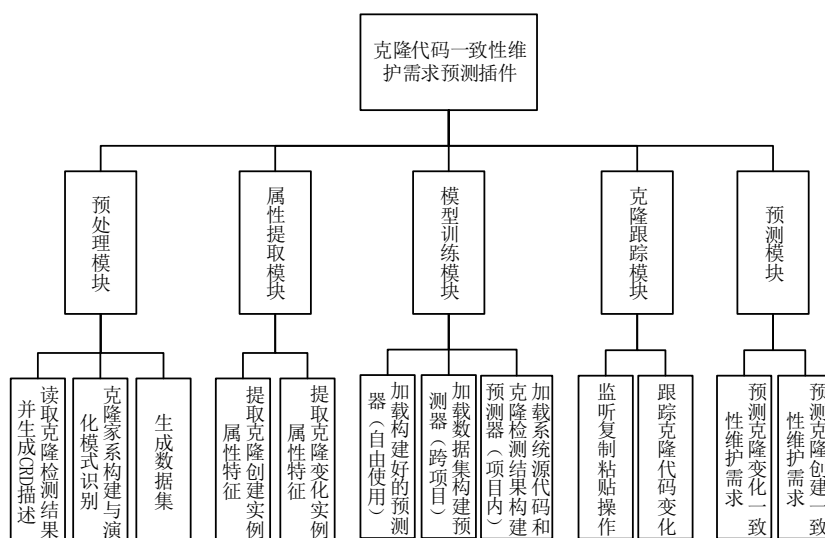 克隆代码一致性维
护需求预测插件
预处理模块
属性提取模块
模型训练模块
克隆跟踪模块
预测模块
读取克隆检测结果
并生成CRD描述
克隆家系构建与演
化模式识别
生成数据集
提取克隆创建实例
属性特征
提取克隆变化实例
属性特征
加载构建好的预测
器（自由使用）
加载数据集构建预
测器（跨项目）
加载系统源代码和
克隆检测结果构建
预测器（项目内）
监听复制粘贴操作
跟踪克隆代码变化
预测克隆变化一致
性维护需求
预测克隆创建一致
性维护需求